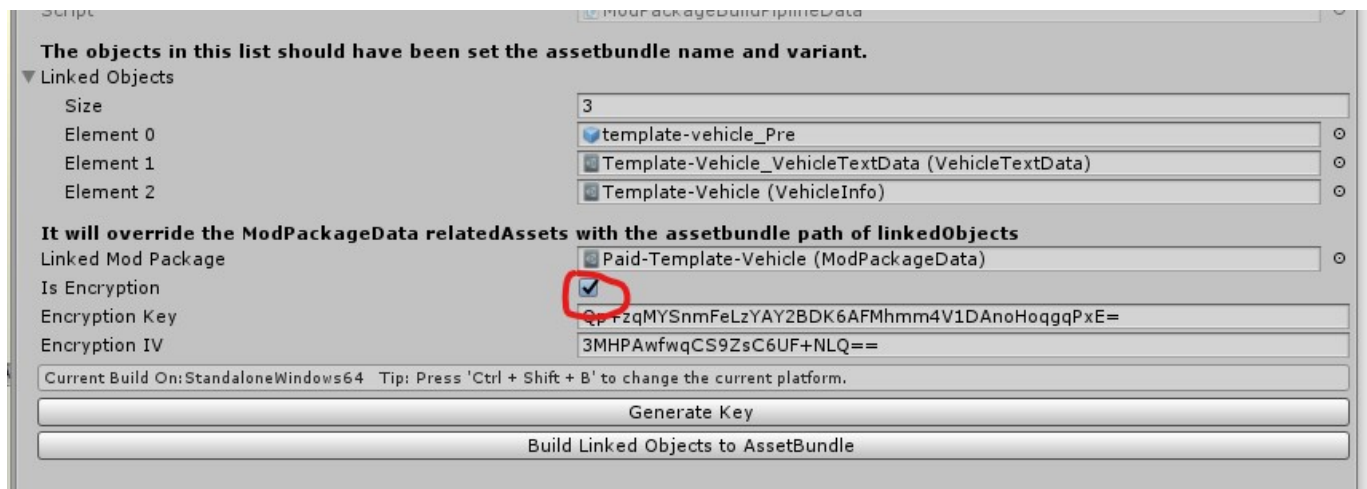 Script ModPackageBuildPiplineData
The objects in this list should have been set the assetbundle name and variant.
Linked Objects
Size 3
Element 0 template-vehicle_Pre
Element 1 Template-Vehicle_VehicleTextData (VehicleTextData)
Element 2 Template-Vehicle (VehicleInfo)
It will override the ModPackageData relatedAssets with the assetbundle path of linkedObjects
Linked Mod Package Paid-Template-Vehicle (ModPackageData)
Is Encryption
Encryption Key Qp+zqMYSnmFeLzYAY2BDK6AFMhmm4V1DAnoHoqgqPxE=
Encryption IV 3MHPAwfwqCS9ZsC6UF+NLQ==
Current Build On:StandaloneWindows64 Tip: Press 'Ctrl + Shift + B' to change the current platform.
Generate Key
Build Linked Objects to AssetBundle